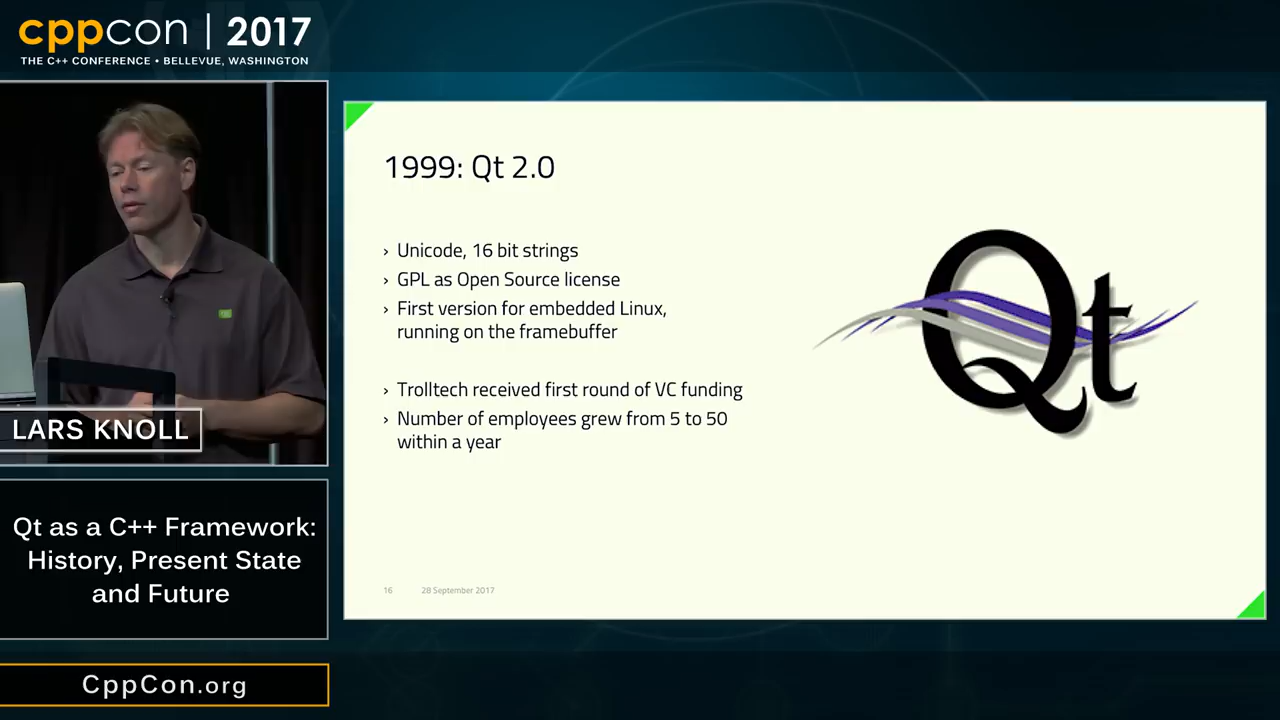 cppcon | 2017
THE C++ CONFERENCE • BELLEVUE, WASHINGTON
LARS KNOLL
Qt as a C++ Framework:
History, Present State
and Future
CppCon.org
1999: Qt 2.0
› Unicode, 16 bit strings
› GPL as Open Source license
› First version for embedded Linux,
running on the framebuffer
› Trolltech received first round of VC funding
› Number of employees grew from 5 to 50
within a year
Qt
16 28 September 2017